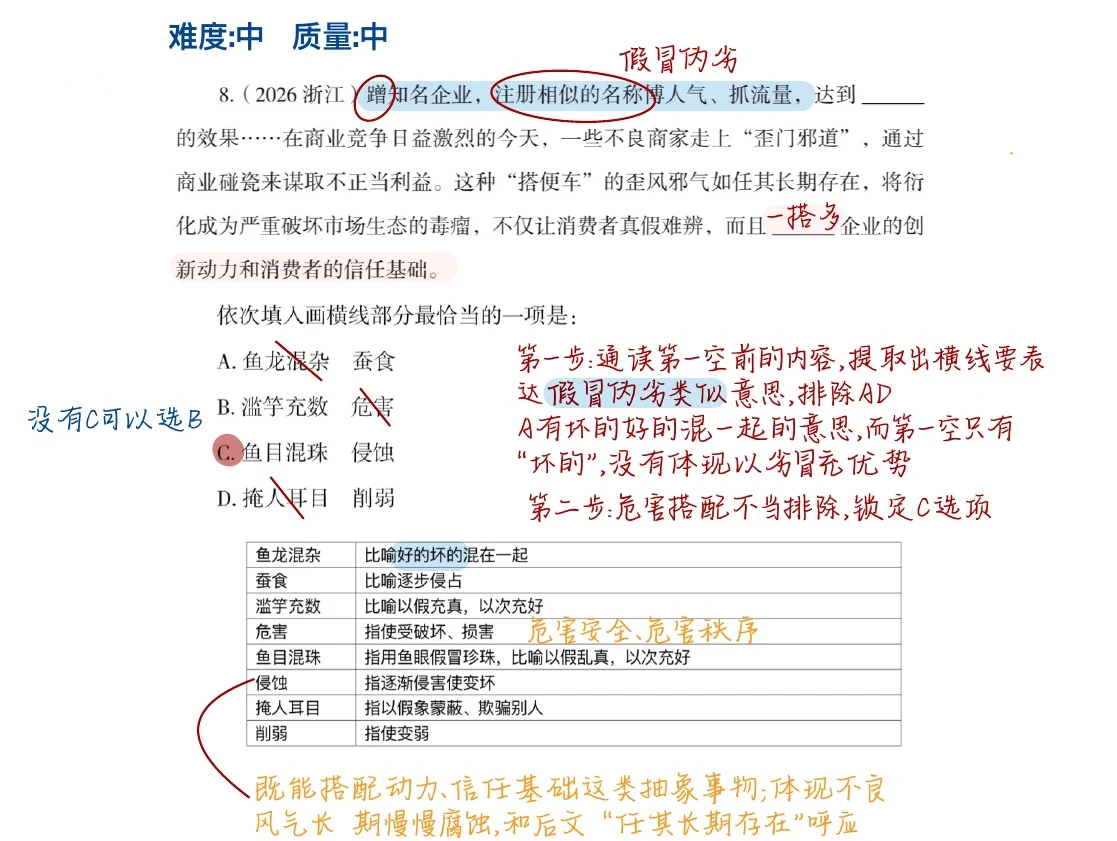 难度:中 质量:中
假冒伪劣
8.（2026 浙江）蹭知名企业，注册相似的名称博人气、抓流量，达到______
的效果……在商业竞争日益激烈的今天，一些不良商家走上“歪门邪道”，通过
商业碰瓷来谋取不正当利益。这种“搭便车”的歪风邪气如任其长期存在，将衍
一搭多
化成为严重破坏市场生态的毒瘤，不仅让消费者真假难辨，而且______企业的创
新动力和消费者的信任基础。
依次填入画横线部分最恰当的一项是：
A. 鱼龙混杂 蚕食
B. 滥竽充数 危害
C. 鱼目混珠 侵蚀
D. 掩人耳目 削弱
没有C可以选B
第一步:通读第一空前的内容,提取出横线要表
达假冒伪劣类似意思,排除AD
A有坏的好的混一起的意思,而第一空只有
“坏的”,没有体现以劣冒充优势
第二步:危害搭配不当排除,锁定C选项
鱼龙混杂 比喻好的坏的混在一起
蚕食 比喻逐步侵占
滥竽充数 比喻以假充真，以次充好
危害 指使受破坏、损害 危害安全、危害秩序
鱼目混珠 指用鱼眼假冒珍珠，比喻以假乱真，以次充好
侵蚀 指逐渐侵害使变坏
掩人耳目 指以假象蒙蔽、欺骗别人
削弱 指使变弱
既能搭配动力、信任基础这类抽象事物;体现不良
风气长 期慢慢腐蚀,和后文“任其长期存在”呼应